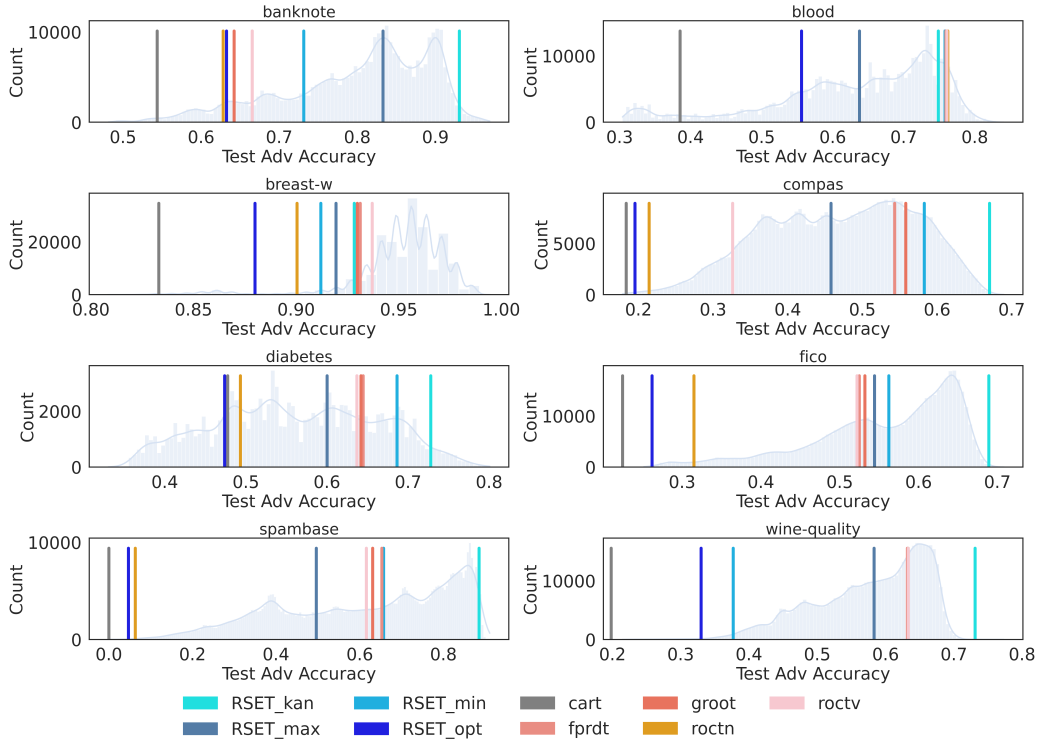 banknote
blood
10000
0
Count
0.5 0.6 0.7 0.8 0.9
Test Adv Accuracy
10000
0
Count
0.3 0.4 0.5 0.6 0.7 0.8
Test Adv Accuracy
breast-w
compas
20000
0
Count
0.80 0.85 0.90 0.95 1.00
Test Adv Accuracy
5000
0
Count
0.2 0.3 0.4 0.5 0.6 0.7
Test Adv Accuracy
diabetes
fico
2000
0
Count
0.4 0.5 0.6 0.7 0.8
Test Adv Accuracy
10000
0
Count
0.3 0.4 0.5 0.6 0.7
Test Adv Accuracy
spambase
wine-quality
10000
0
Count
0.0 0.2 0.4 0.6 0.8
Test Adv Accuracy
10000
0
Count
0.2 0.3 0.4 0.5 0.6 0.7 0.8
Test Adv Accuracy
RSET_kan RSET_min cart groot roctv
RSET_max RSET_opt fprdt roctn